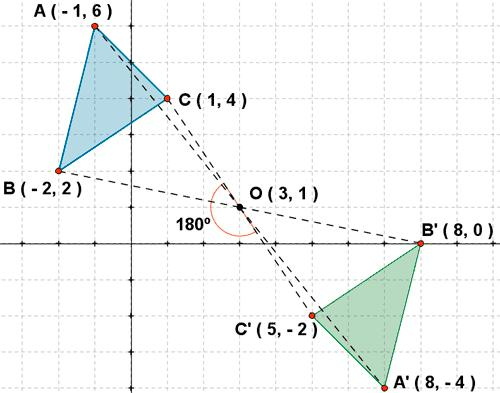 A ( - 1, 6 )
C ( 1, 4 )
B ( - 2, 2 )
O ( 3, 1 )
180º
B' ( 8, 0 )
C' ( 5, - 2 )
A' ( 8, - 4 )